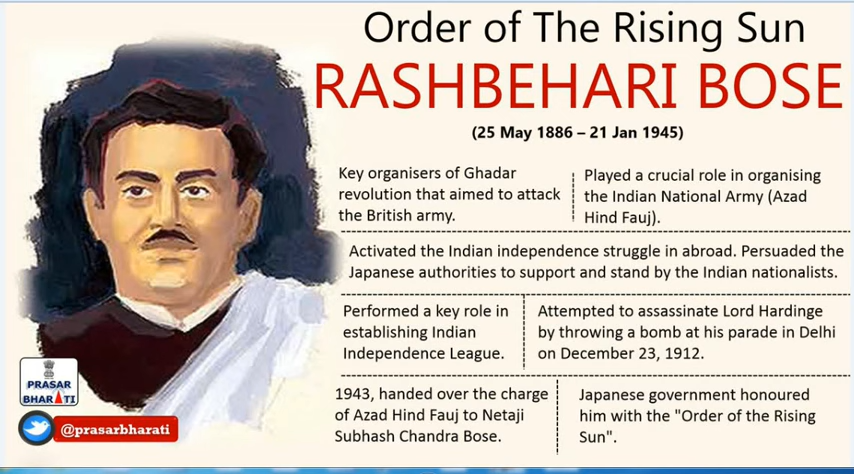 Order of The Rising Sun
RASHBEHARI BOSE
(25 May 1886 – 21 Jan 1945)
Key organisers of Ghadar
revolution that aimed to attack
the British army.
Played a crucial role in organising
the Indian National Army (Azad
Hind Fauj).
Activated the Indian independence struggle in abroad. Persuaded the
Japanese authorities to support and stand by the Indian nationalists.
Performed a key role in
establishing Indian
Independence League.
Attempted to assassinate Lord Hardinge
by throwing a bomb at his parade in Delhi
on December 23, 1912.
1943, handed over the charge
of Azad Hind Fauj to Netaji
Subhash Chandra Bose.
Japanese government honoured
him with the "Order of the Rising
Sun".
PRASAR
BHARATI
@prasarbharati